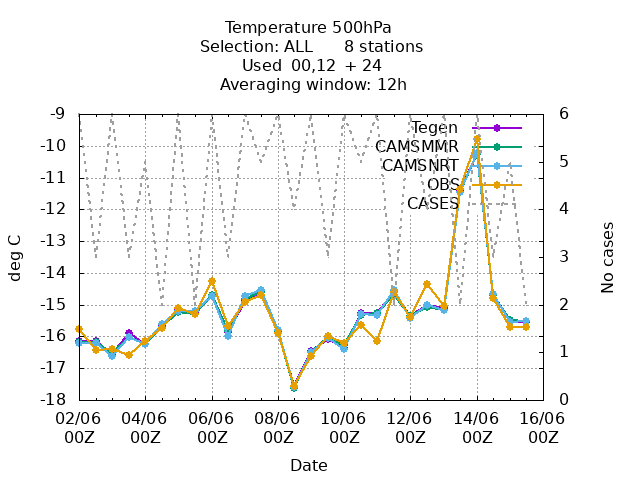 Temperature 500hPa
Selection: ALL 8 stations
Used 00,12 + 24
Averaging window: 12h
-9
-10
-11
-12
-13
-14
-15
-16
-17
-18
deg C
6
5
4
3
2
1
0
No cases
Tegen
CAMSMMR
CAMSNRT
OBS
CASES
02/06 04/06 06/06 08/06 10/06 12/06 14/06 16/06
00Z 00Z 00Z 00Z 00Z 00Z 00Z 00Z
Date